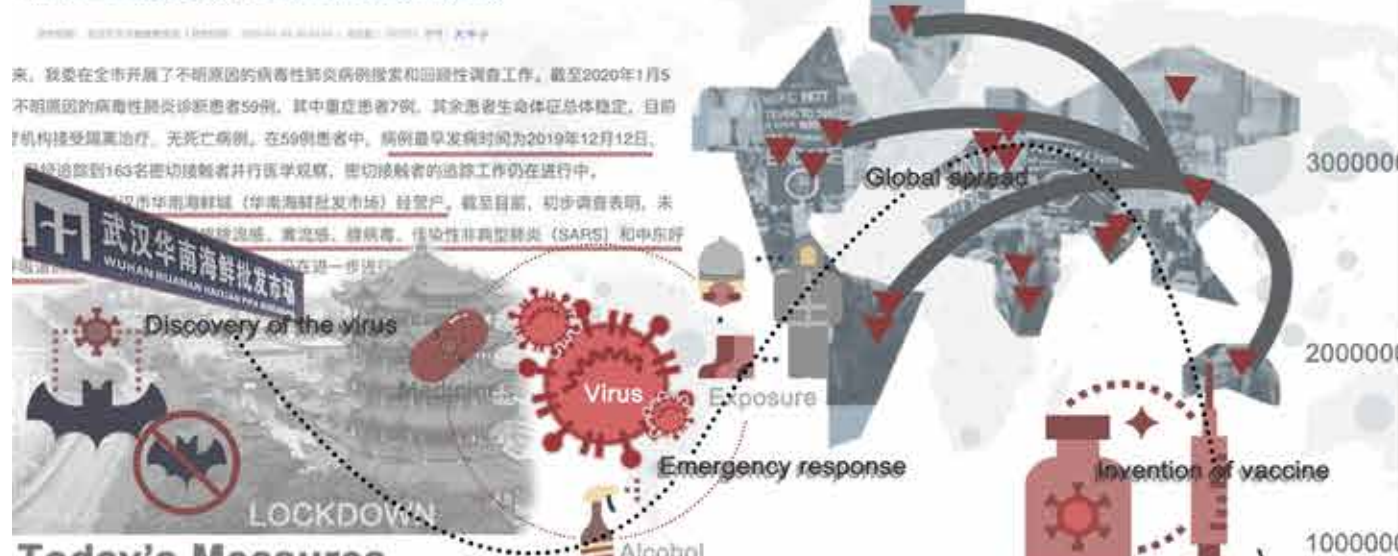 来，我委在全市开展了不明原因的病毒性肺炎病例搜索和回顾性调查工作。截至2020年1月5
不明原因的病毒性肺炎诊断患者59例，其中重症患者7例，其余患者生命体征总体稳定，目前
疗机构接受隔离治疗，无死亡病例。在59例患者中，病例最早发病时间为2019年12月12日，
已经追踪到163名密切接触者并行医学观察，密切接触者的追踪工作仍在进行中。
汉市华南海鲜城（华南海鲜批发市场）经营户。截至目前，初步调查表明，未
流感、禽流感、腺病毒、传染性非典型肺炎（SARS）和中东呼
武汉华南海鲜批发市场
WUHAN HUANAN
Global spread
3000000
Discovery of the virus
2000000
Medicines
Virus
Exposure
Emergency response
Invention of vaccine
LOCKDOWN
Today's Measures
Alcohol
1000000